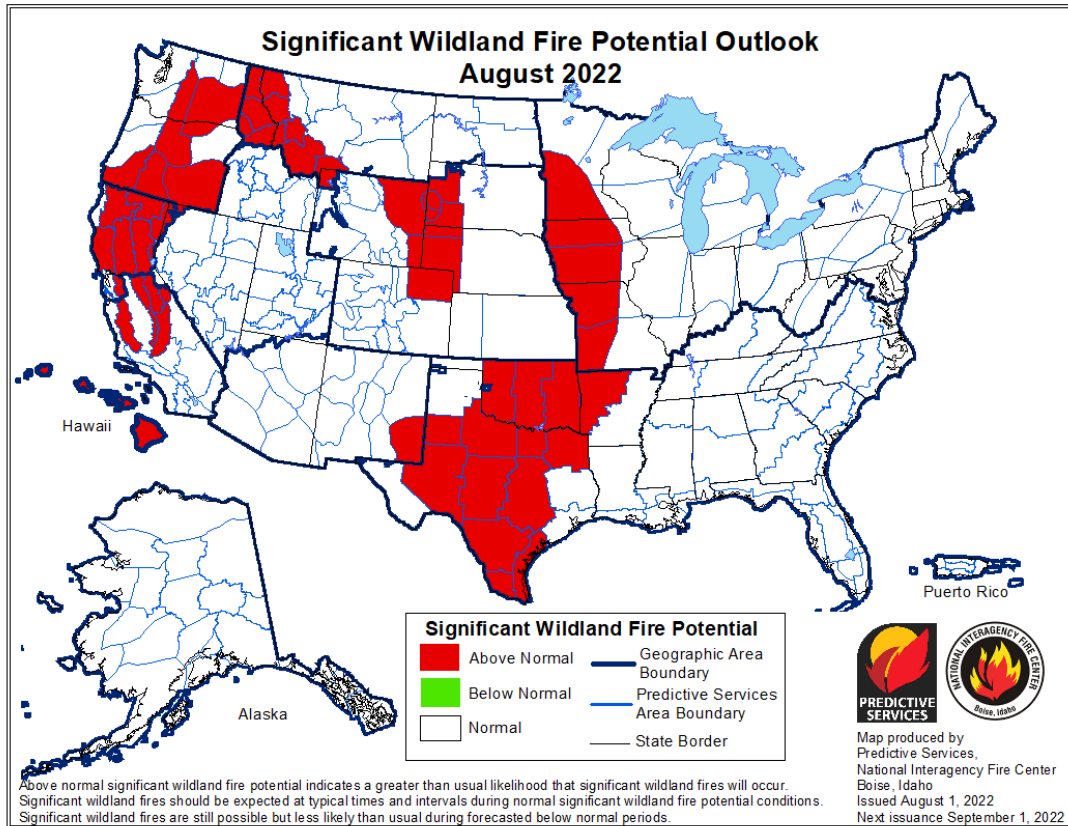 Significant Wildland Fire Potential Outlook
August 2022
Hawaii
Alaska
Puerto Rico
Significant Wildland Fire Potential
Above Normal
Below Normal
Normal
Geographic Area
Boundary
Predictive Services
Area Boundary
State Border
PREDICTIVE
SERVICES
NATIONAL INTERAGENCY FIRE CENTER
Boise, Idaho
Map produced by
Predictive Services,
National Interagency Fire Center
Boise, Idaho
Issued August 1, 2022
Next issuance September 1, 2022
Above normal significant wildland fire potential indicates a greater than usual likelihood that significant wildland fires will occur.
Significant wildland fires should be expected at typical times and intervals during normal significant wildland fire potential conditions.
Significant wildland fires are still possible but less likely than usual during forecasted below normal periods.